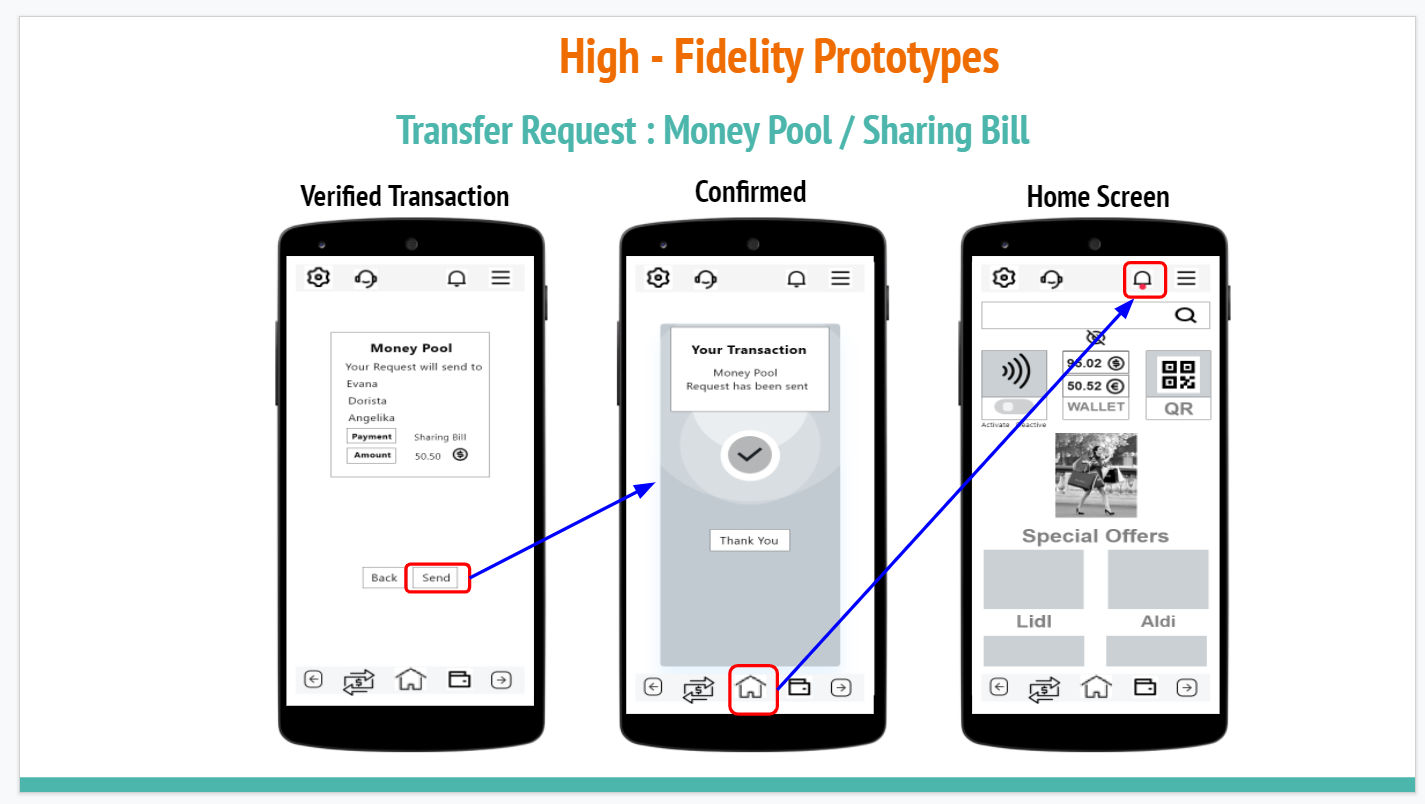 High - Fidelity Prototypes
Transfer Request : Money Pool / Sharing Bill
Verified Transaction
Confirmed
Home Screen
Money Pool
Your Request will send to
Evana
Dorista
Angelika
Payment Sharing Bill
Amount 50.50
Back Send
Your Transaction
Money Pool
Request has been sent
Thank You
50.52
WALLET
QR
Activate Deactive
Special Offers
Lidl Aldi